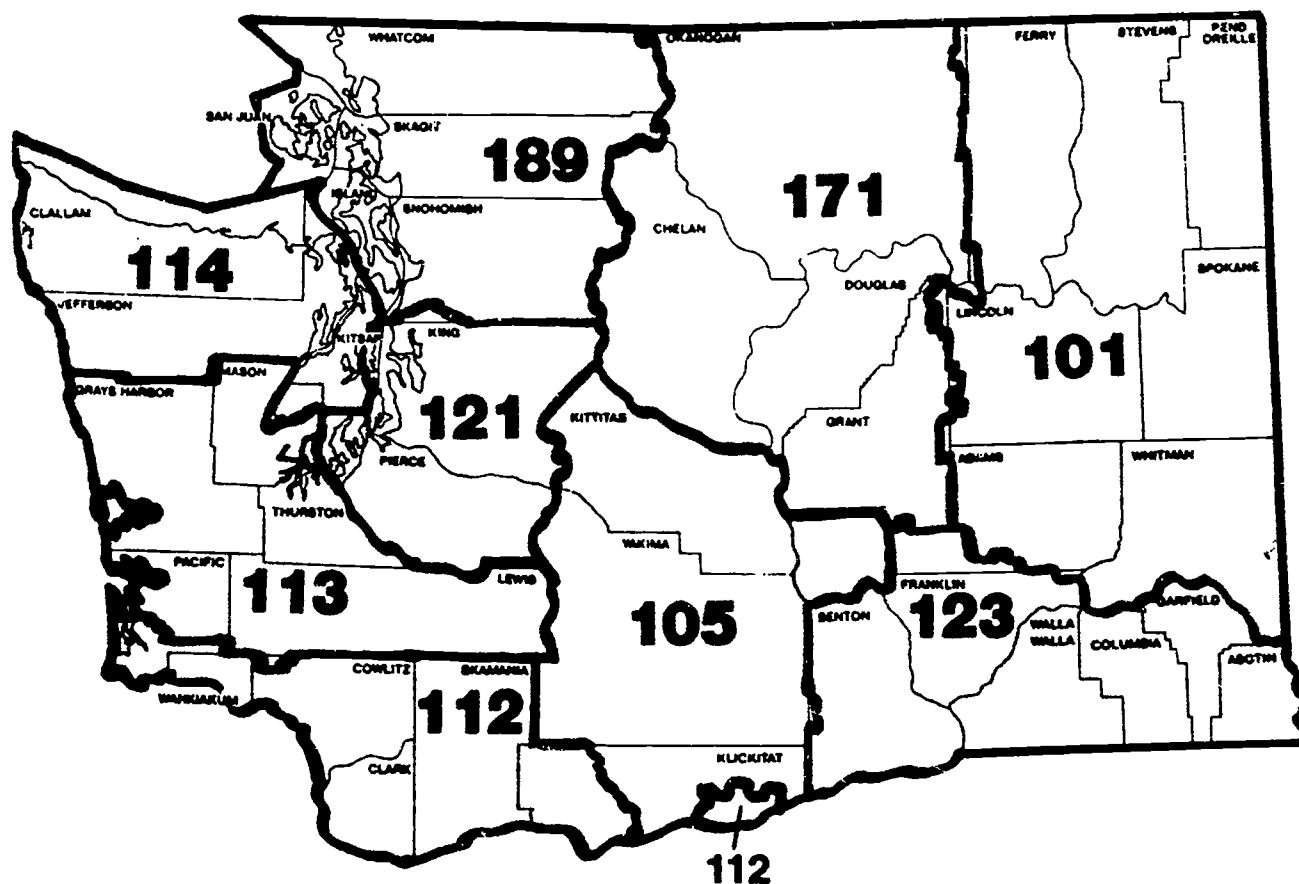 WHATCOM
OKANOGAN
FERRY
STEVENS
PEND
OREILLE
SAN JUAN
SKAGIT
189
171
ISLAND
SNOHOMISH
CLALLAM
CHELAN
114
SPOKANE
DOUGLAS
JEFFERSON
LINCOLN
KITSAP
KING
101
MASON
GRAYS HARBOR
121
KITTITAS
GRANT
PIERCE
ADAMS
WHITMAN
THURSTON
YAKIMA
PACIFIC
LEWIS
113
FRANKLIN
105
BENTON
123
GARFIELD
WALLA
WALLA
COLUMBIA
COWLITZ
SKAMANIA
ASOTIN
WAHKIAKUM
112
KLICKITAT
CLARK
112